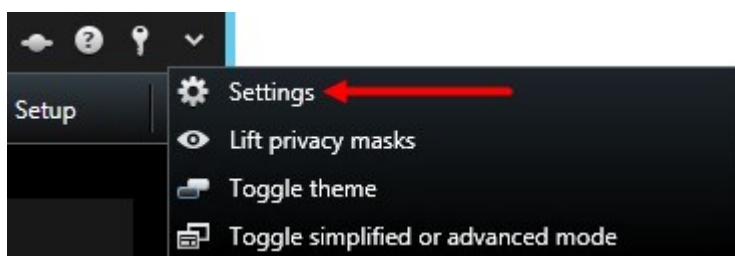 Setup
Settings
Lift privacy masks
Toggle theme
Toggle simplified or advanced mode